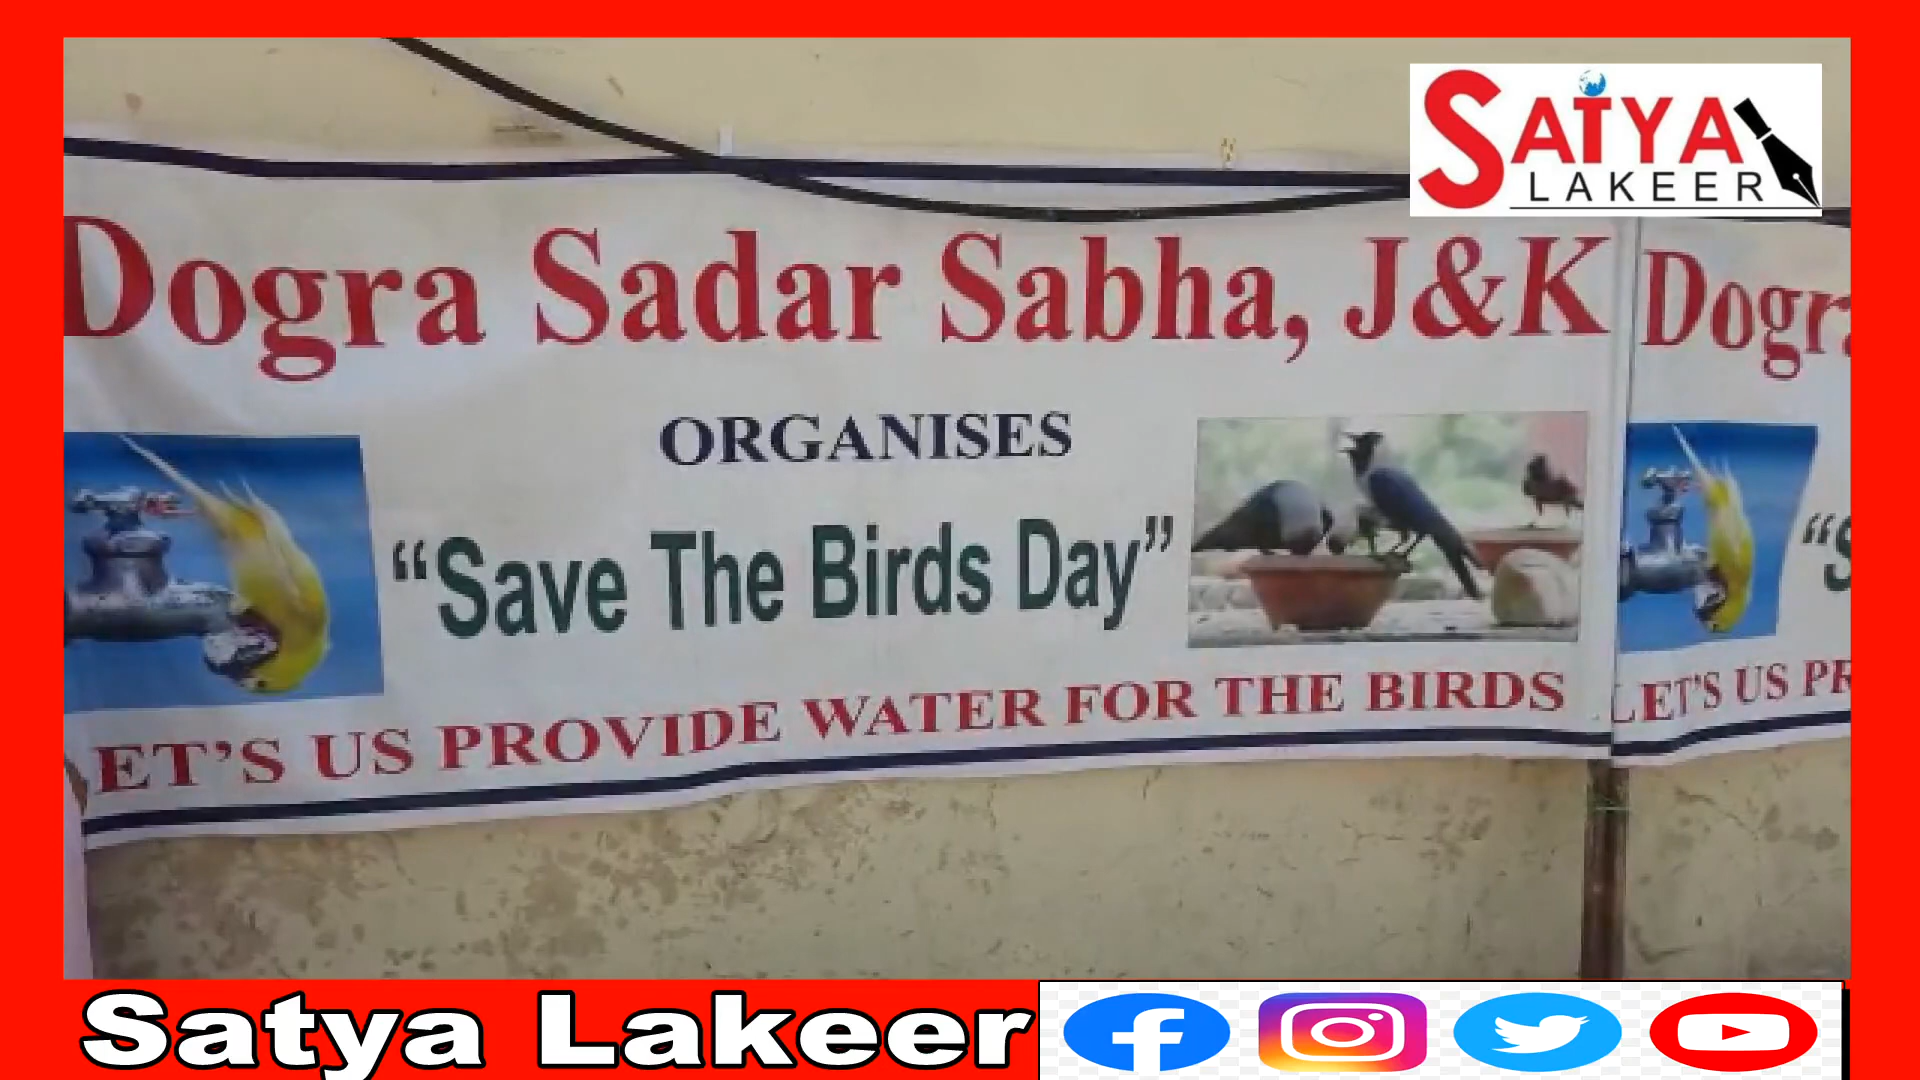 SATYA
LAKEER
Dogra Sadar Sabha, J&K
ORGANISES
“Save The Birds Day”
ET’S US PROVIDE WATER FOR THE BIRDS
Dogr
“S
LET’S US PR
Satya Lakeer